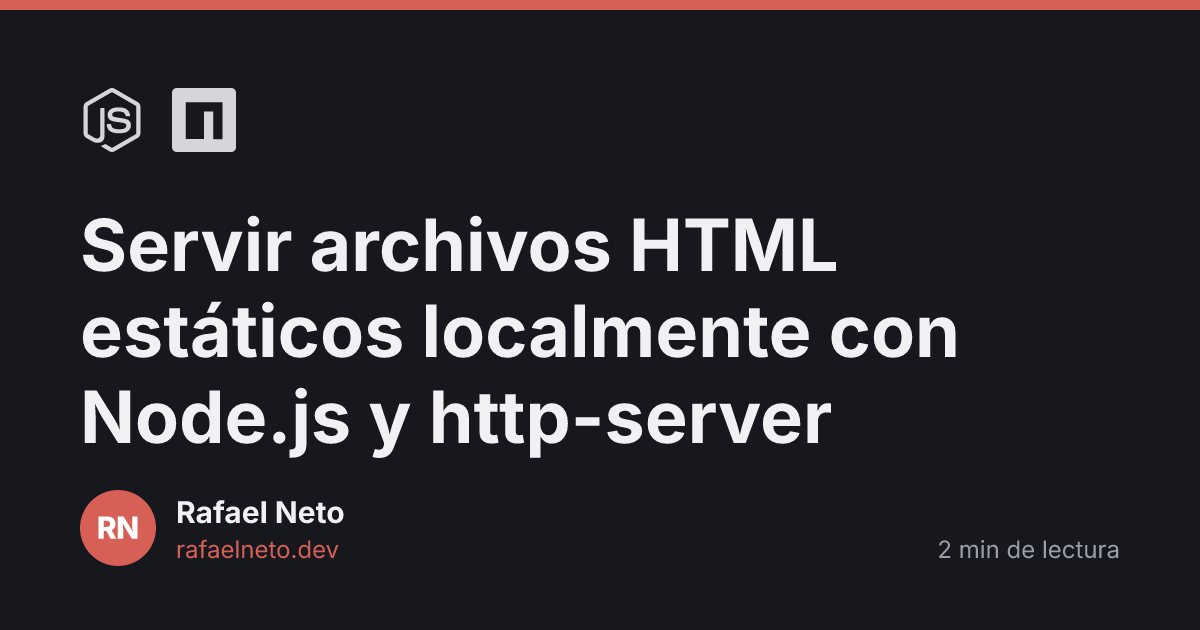 JS
n
Servir archivos HTML
estáticos localmente con
Node.js y http-server
RN
Rafael Neto
rafaelneto.dev
2 min de lectura